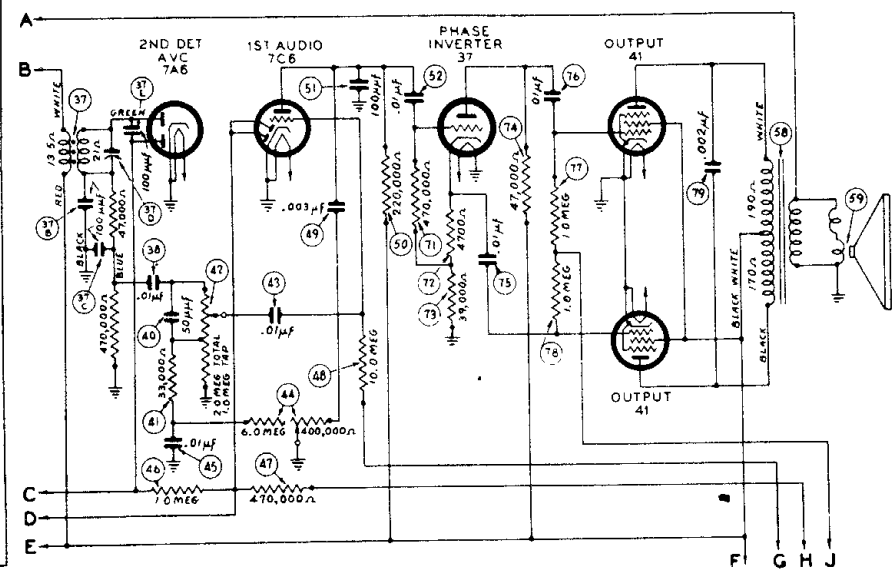 A
B
2ND DET
AVC
7A6
1ST AUDIO
7C6
PHASE
INVERTER
37
OUTPUT
41
WHITE
37
37
L
GREEN
100µµf
13.5Ω
21Ω
RED
37
B
100µµf
37
D
47,000Ω
BLACK
37
C
BLUE
470,000Ω
38
.01µf
40
50µµf
42
2.0 MEG TOTAL
1.0 MEG TAP
33,000Ω
41
.01µf
45
46
1.0 MEG
43
.01µf
44
6.0 MEG
400,000Ω
47
470,000Ω
.003µf
49
48
10.0 MEG
51
100µµf
52
.01µf
220,000Ω
50
470,000Ω
71
4700Ω
72
39,000Ω
73
.01µf
75
74
47,000Ω
76
.01µf
77
1.0 MEG
1.0 MEG
78
OUTPUT
41
.002µf
79
WHITE
58
190Ω
170Ω
BLACK WHITE
BLACK
59
C
D
E
F
G
H
J